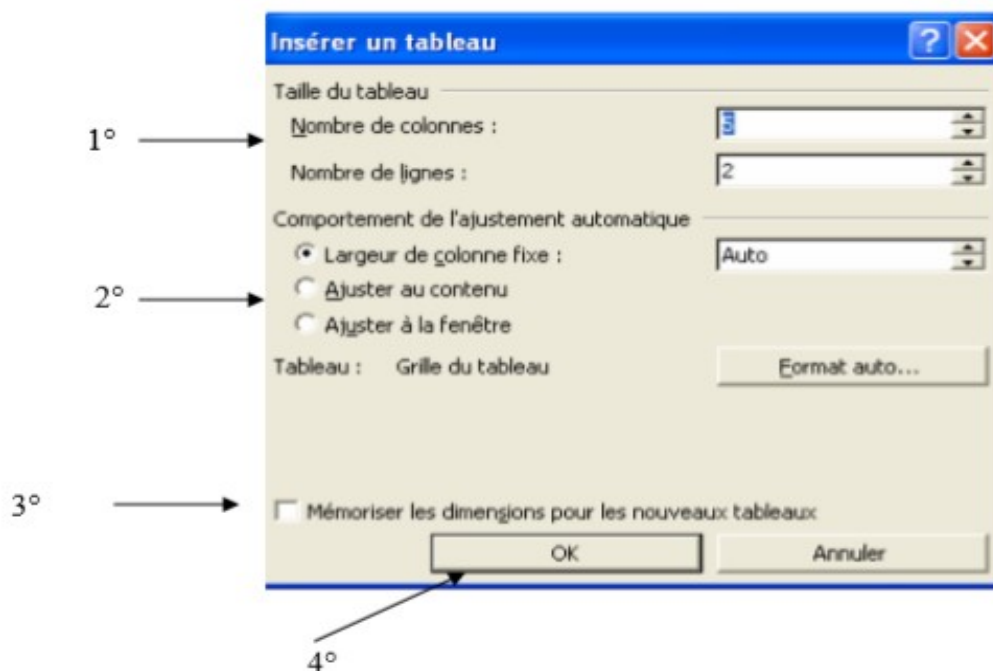 Insérer un tableau
Taille du tableau
1°
Nombre de colonnes : 5
Nombre de lignes : 2
Comportement de l'ajustement automatique
Largeur de colonne fixe : Auto
2°
Ajuster au contenu
Ajuster à la fenêtre
Tableau : Grille du tableau Format auto...
3°
Mémoriser les dimensions pour les nouveaux tableaux
OK Annuler
4°